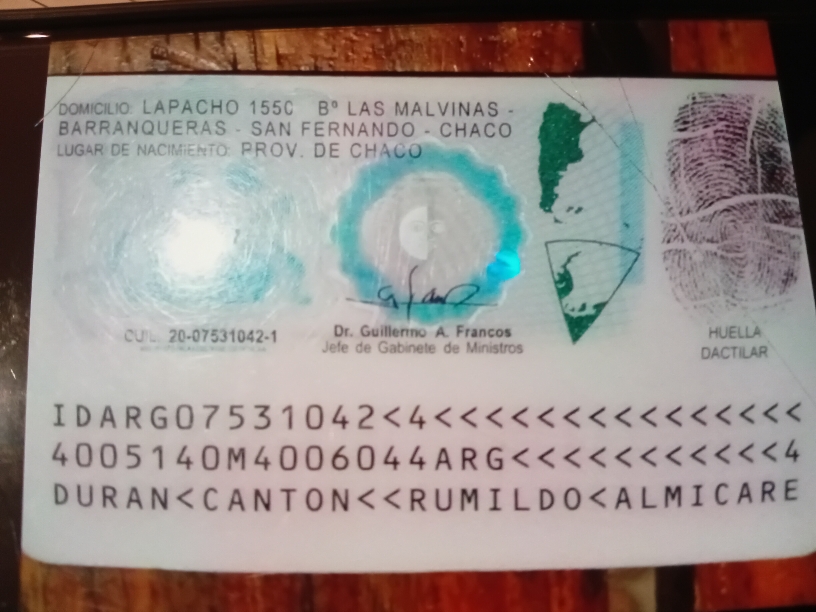 DOMICILIO: LAPACHO 1550 Bº LAS MALVINAS -
BARRANQUERAS - SAN FERNANDO - CHACO
LUGAR DE NACIMIENTO: PROV. DE CHACO
CUIL: 20-07531042-1
Dr. Guillermo A. Francos
Jefe de Gabinete de Ministros
HUELLA
DACTILAR
IDARG07531042<4<<<<<<<<<<<<<<<
4005140M4006044ARG<<<<<<<<<<<4
DURAN<CANTON<<RUMILDO<ALMICARE